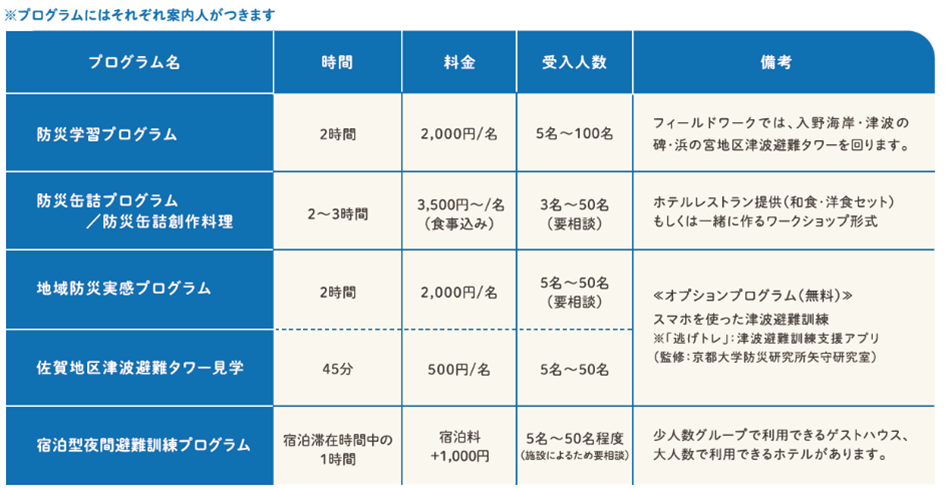 ※プログラムにはそれぞれ案内人がつきます
プログラム名
時間
料金
受入人数
備考
防災学習プログラム
2時間
2,000円/名
5名〜100名
フィールドワークでは、入野海岸・津波の
碑・浜の宮地区津波避難タワーを回ります。
防災缶詰プログラム
／防災缶詰創作料理
2〜3時間
3,500円〜/名
(食事込み)
3名〜50名
(要相談)
ホテルレストラン提供(和食・洋食セット)
もしくは一緒に作るワークショップ形式
地域防災実感プログラム
2時間
2,000円/名
5名〜50名
(要相談)
≪オプションプログラム(無料)≫
スマホを使った津波避難訓練
※「逃げトレ」：津波避難訓練支援アプリ
(監修：京都大学防災研究所矢守研究室)
佐賀地区津波避難タワー見学
45分
500円/名
5名〜50名
宿泊型夜間避難訓練プログラム
宿泊滞在時間中の
1時間
宿泊料
+1,000円
5名〜50名程度
(施設によるため要相談)
少人数グループで利用できるゲストハウス、
大人数で利用できるホテルがあります。